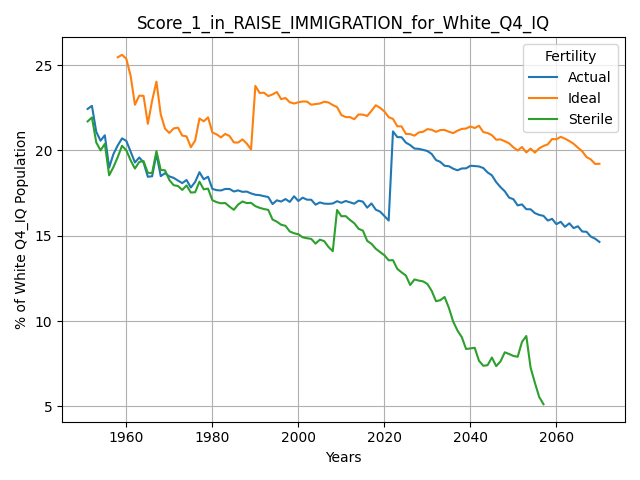 Score_1_in_RAISE_IMMIGRATION_for_White_Q4_IQ
% of White Q4_IQ Population
25
20
15
10
5
Fertility
Actual
Ideal
Sterile
1960
1980
2000
2020
2040
2060
Years